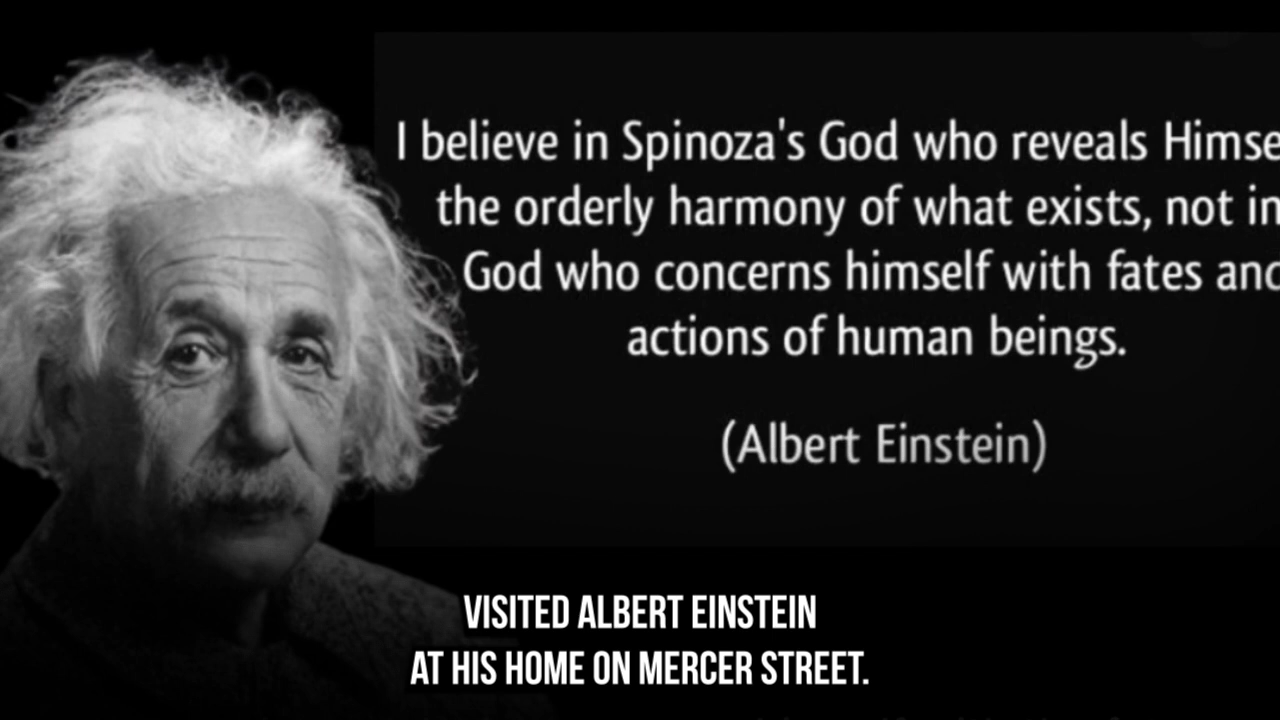 I believe in Spinoza's God who reveals Himse
the orderly harmony of what exists, not in
God who concerns himself with fates and
actions of human beings.
(Albert Einstein)
VISITED ALBERT EINSTEIN
AT HIS HOME ON MERCER STREET.